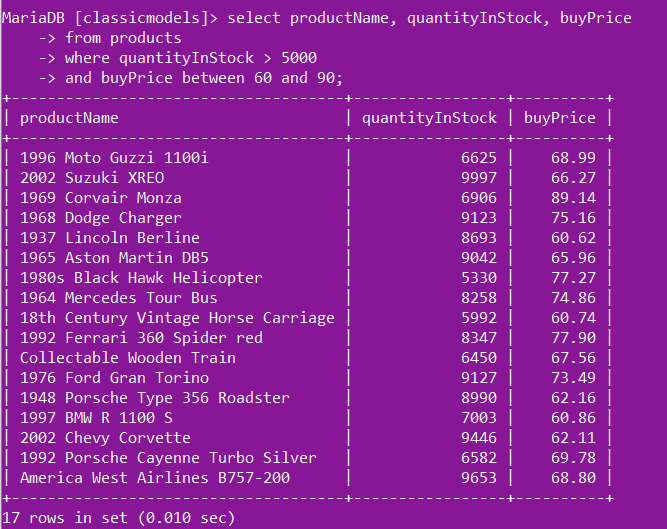 MariaDB [classicmodels]> select productName, quantityInStock, buyPrice
    -> from products
    -> where quantityInStock > 5000
    -> and buyPrice between 60 and 90;
+-----------------------------------+-----------------+----------+
| productName                       | quantityInStock | buyPrice |
+-----------------------------------+-----------------+----------+
| 1996 Moto Guzzi 1100i             |            6625 |    68.99 |
| 2002 Suzuki XREO                  |            9997 |    66.27 |
| 1969 Corvair Monza                |            6906 |    89.14 |
| 1968 Dodge Charger                |            9123 |    75.16 |
| 1937 Lincoln Berline              |            8693 |    60.62 |
| 1965 Aston Martin DB5             |            9042 |    65.96 |
| 1980s Black Hawk Helicopter       |            5330 |    77.27 |
| 1964 Mercedes Tour Bus            |            8258 |    74.86 |
| 18th Century Vintage Horse Carriage |            5992 |    60.74 |
| 1992 Ferrari 360 Spider red       |            8347 |    77.90 |
| Collectable Wooden Train          |            6450 |    67.56 |
| 1976 Ford Gran Torino             |            9127 |    73.49 |
| 1948 Porsche Type 356 Roadster    |            8990 |    62.16 |
| 1997 BMW R 1100 S                 |            7003 |    60.86 |
| 2002 Chevy Corvette               |            9446 |    62.11 |
| 1992 Porsche Cayenne Turbo Silver |            6582 |    69.78 |
| America West Airlines B757-200    |            9653 |    68.80 |
+-----------------------------------+-----------------+----------+
17 rows in set (0.010 sec)